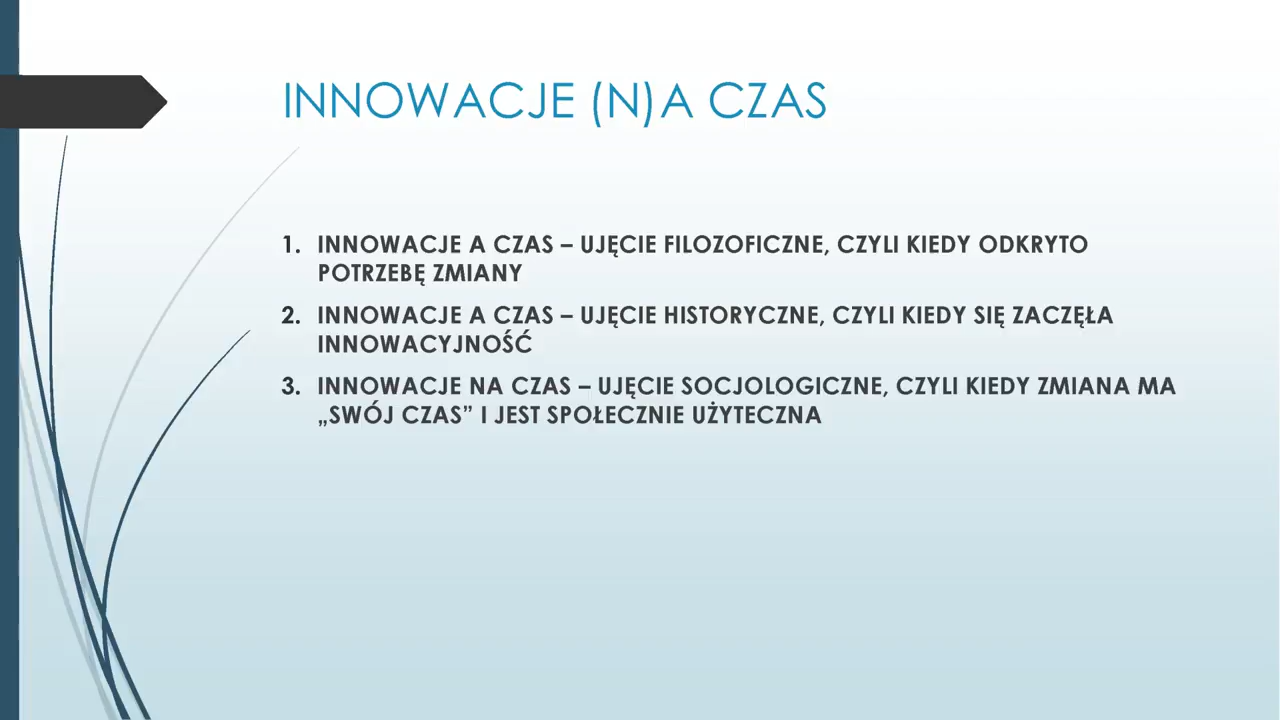 INNOWACJE (N)A CZAS
1. INNOWACJE A CZAS – UJĘCIE FILOZOFICZNE, CZYLI KIEDY ODKRYTO
POTRZEBĘ ZMIANY
2. INNOWACJE A CZAS – UJĘCIE HISTORYCZNE, CZYLI KIEDY SIĘ ZACZĘŁA
INNOWACYJNOŚĆ
3. INNOWACJE NA CZAS – UJĘCIE SOCJOLOGICZNE, CZYLI KIEDY ZMIANA MA
„SWÓJ CZAS” I JEST SPOŁECZNIE UŻYTECZNA